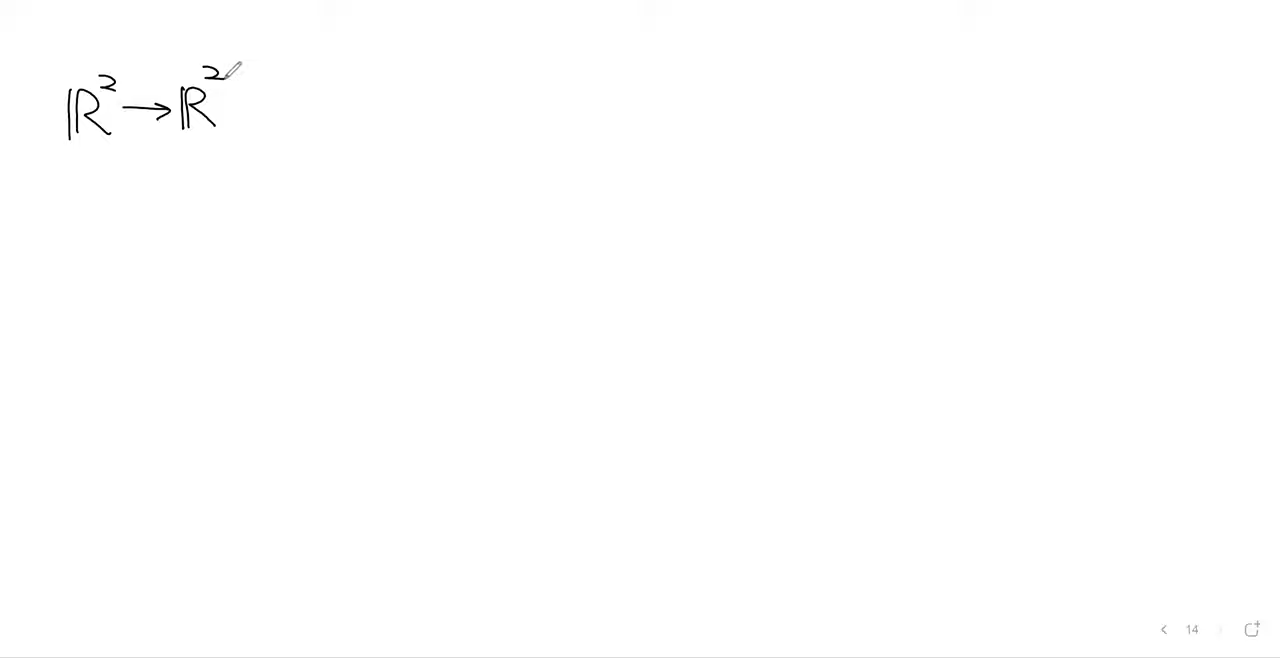 ℝ² → ℝ²
14